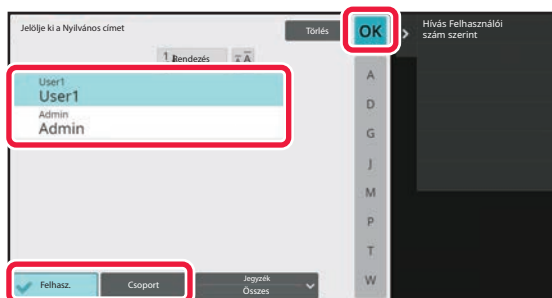 Jelölje ki a Nyilvános címet
Törlés
OK
Hívás Felhasználói
szám szerint
1 Rendezés
A A
User1
User1
Admin
Admin
A
D
G
J
M
P
T
W
Felhasz.
Csoport
Jegyzék
Összes